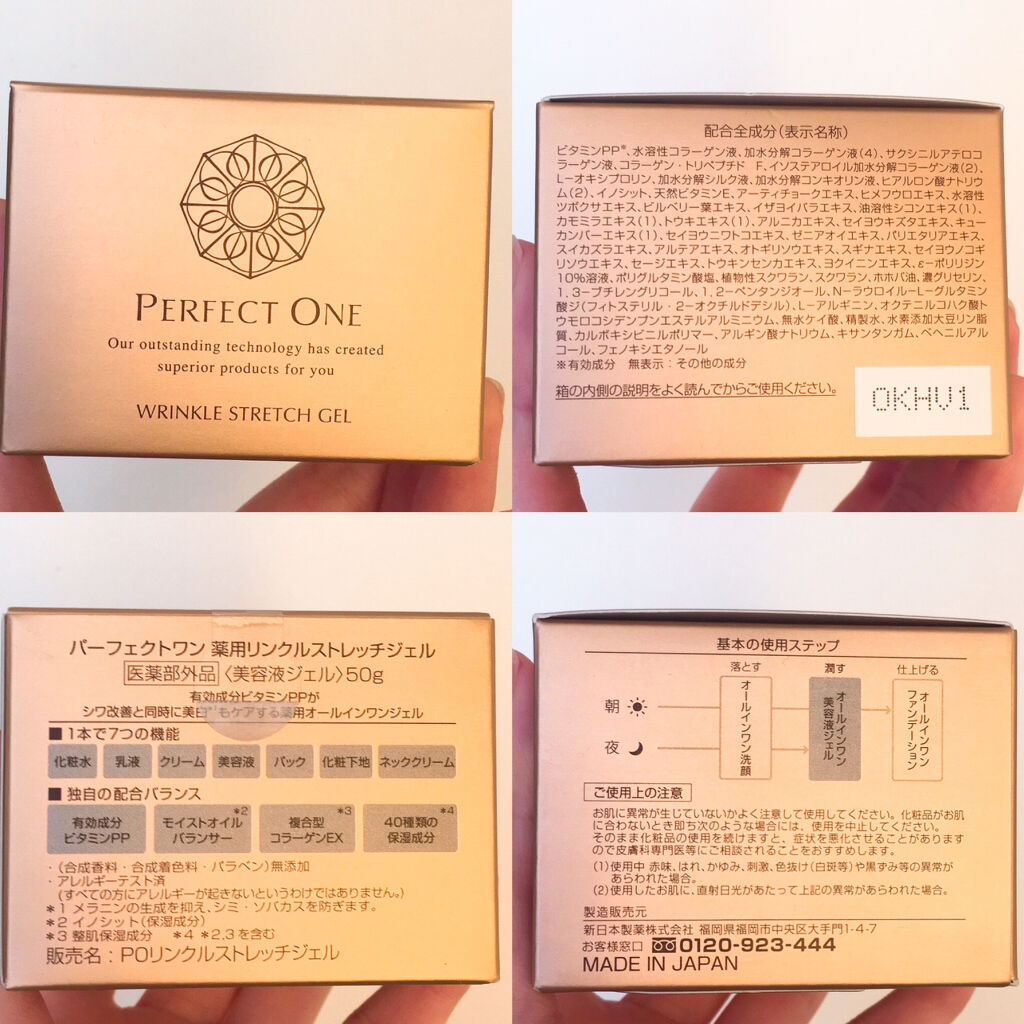 PERFECT ONE
Our outstanding technology has created
superior products for you
WRINKLE STRETCH GEL
配合全成分(表示名称)
ビタミンPP※、水溶性コラーゲン液、加水分解コラーゲン液(4)、サクシニルアテロコ
ラーゲン液、コラーゲン・トリペプチド F、イソステアロイル加水分解コラーゲン液(2)、
L-オキシプロリン、加水分解シルク液、加水分解コンキオリン液、ヒアルロン酸ナトリウ
ム(2)、イノシット、天然ビタミンE、アーティチョークエキス、ヒメフウロエキス、水溶性
ツボクサエキス、ビルベリー葉エキス、イザヨイバラエキス、油溶性シコンエキス(1)、
カモミラエキス(1)、トウキエキス(1)、アルニカエキス、セイヨウキズタエキス、キュー
カンバーエキス(1)、セイヨウニワトコエキス、ゼニアオイエキス、パリエタリアエキス、
スイカズラエキス、アルテアエキス、オトギリソウエキス、スギナエキス、セイヨウノコギ
リソウエキス、セージエキス、トウキンセンカエキス、ヨクイニンエキス、ε-ポリリジン
10%溶液、ポリグルタミン酸塩、植物性スクワラン、スクワラン、ホホバ油、濃グリセリン、
1,3-ブチレングリコール、1,2-ペンタンジオール、N-ラウロイル-L-グルタミン
酸ジ(フィトステリル・2-オクチルドデシル)、L-アルギニン、オクテニルコハク酸ト
ウモロコシデンプンエステルアルミニウム、無水ケイ酸、精製水、水素添加大豆リン脂
質、カルボキシビニルポリマー、アルギン酸ナトリウム、キサンタンガム、ベヘニルアル
コール、フェノキシエタノール
※有効成分 無表示:その他の成分
箱の内側の説明をよく読んでからご使用ください。
OKHV1
パーフェクトワン 薬用リンクルストレッチジェル
医薬部外品〈美容液ジェル〉50g
有効成分ビタミンPPが
シワ改善と同時に美白*1もケアする薬用オールインワンジェル
■1本で7つの機能
化粧水 乳液 クリーム 美容液 パック 化粧下地 ネッククリーム
■独自の配合バランス
有効成分
ビタミンPP
モイストオイル*2
バランサー
複合型*3
コラーゲンEX
40種類の*4
保湿成分
・(合成香料・合成着色料・パラベン)無添加
・アレルギーテスト済
(すべての方にアレルギーが起きないというわけではありません。)
*1 メラニンの生成を抑え、シミ・ソバカスを防ぎます。
*2 イノシット(保湿成分)
*3 整肌保湿成分 *4 *2,3を含む
販売名:POリンクルストレッチジェル
基本の使用ステップ
落とす 潤す 仕上げる
朝
夜
オールインワン洗顔
オールインワン
美容液ジェル
オールインワン
ファンデーション
ご使用上の注意
お肌に異常が生じていないかよく注意して使用してください。化粧品がお肌
に合わないとき即ち次のような場合には、使用を中止してください。
そのまま化粧品の使用を続けますと、症状を悪化させることがあります
ので皮膚科専門医等にご相談されることをおすすめします。
(1)使用中 赤味、はれ、かゆみ、刺激、色抜け(白斑等)や黒ずみ等の異常が
あらわれた場合。
(2)使用したお肌に、直射日光があたって上記の異常があらわれた場合。
製造販売元
新日本製薬株式会社 福岡県福岡市中央区大手門1-4-7
お客様窓口 0120-923-444
MADE IN JAPAN